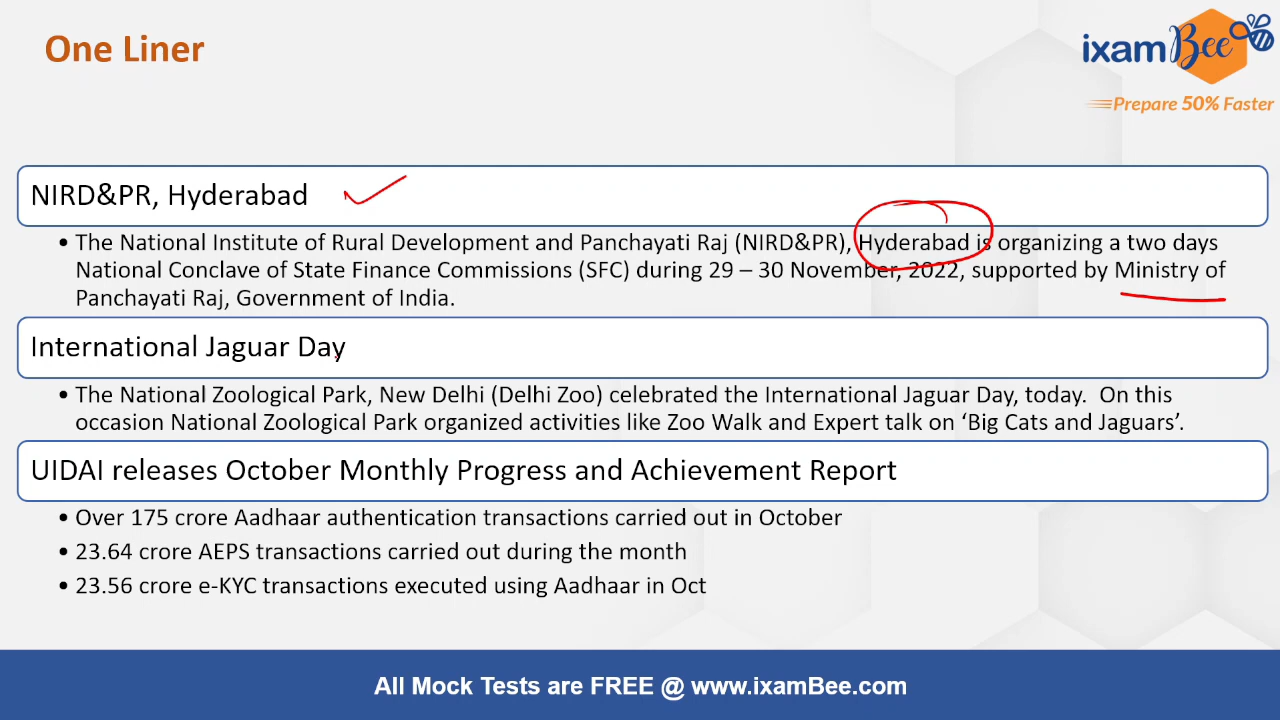 One Liner
ixamBee
Prepare 50% Faster
NIRD&PR, Hyderabad
• The National Institute of Rural Development and Panchayati Raj (NIRD&PR), Hyderabad is organizing a two days
National Conclave of State Finance Commissions (SFC) during 29 – 30 November, 2022, supported by Ministry of
Panchayati Raj, Government of India.
International Jaguar Day
• The National Zoological Park, New Delhi (Delhi Zoo) celebrated the International Jaguar Day, today.  On this
occasion National Zoological Park organized activities like Zoo Walk and Expert talk on ‘Big Cats and Jaguars’.
UIDAI releases October Monthly Progress and Achievement Report
• Over 175 crore Aadhaar authentication transactions carried out in October
• 23.64 crore AEPS transactions carried out during the month
• 23.56 crore e-KYC transactions executed using Aadhaar in Oct
All Mock Tests are FREE @ www.ixamBee.com